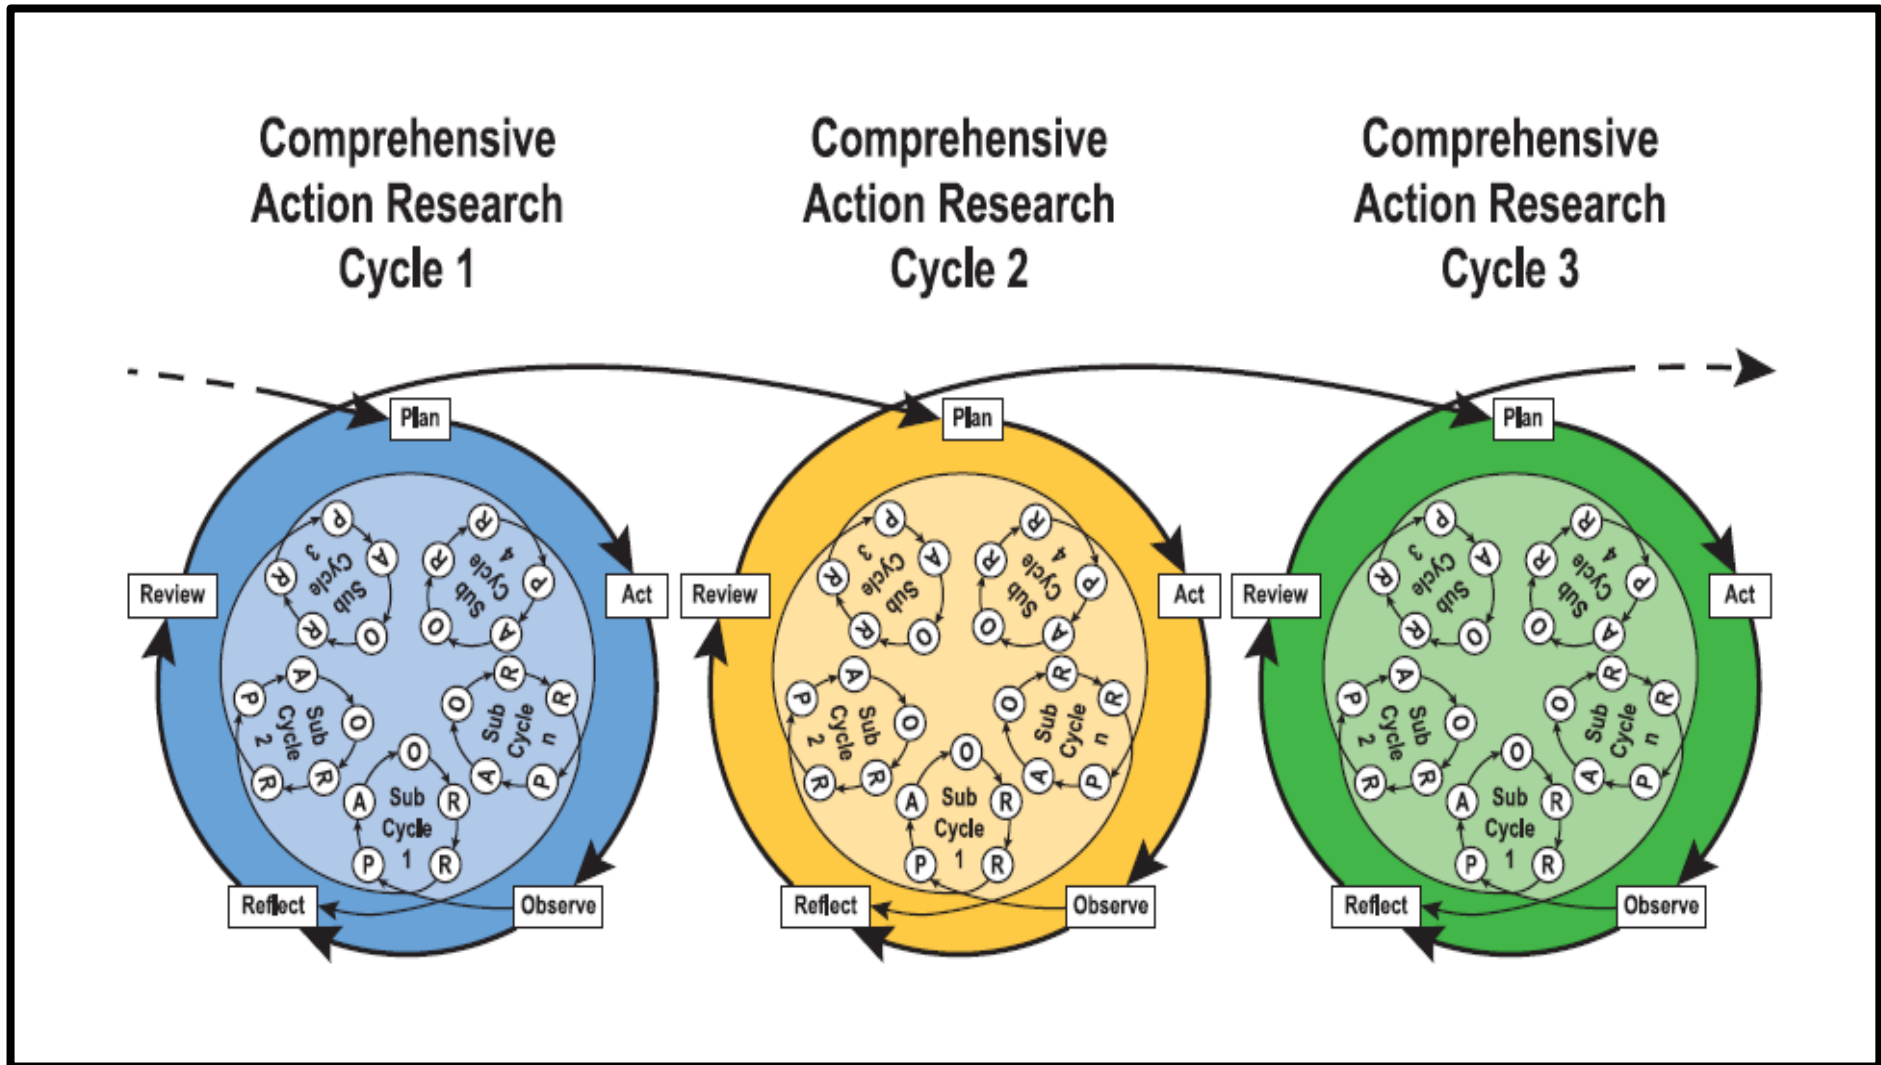 Comprehensive
Action Research
Cycle 1
Comprehensive
Action Research
Cycle 2
Comprehensive
Action Research
Cycle 3
Plan
Act
Observe
Reflect
Review
P
A
O
R
R
Sub
Cycle
1
P
A
O
R
R
Sub
Cycle
2
P
A
O
R
R
Sub
Cycle
3
P
A
O
R
R
Sub
Cycle
4
P
A
O
R
R
Sub
Cycle
n
Plan
Act
Observe
Reflect
Review
P
A
O
R
R
Sub
Cycle
1
P
A
O
R
R
Sub
Cycle
2
P
A
O
R
R
Sub
Cycle
3
P
A
O
R
R
Sub
Cycle
4
P
A
O
R
R
Sub
Cycle
n
Plan
Act
Observe
Reflect
Review
P
A
O
R
R
Sub
Cycle
1
P
A
O
R
R
Sub
Cycle
2
P
A
O
R
R
Sub
Cycle
3
P
A
O
R
R
Sub
Cycle
4
P
A
O
R
R
Sub
Cycle
n